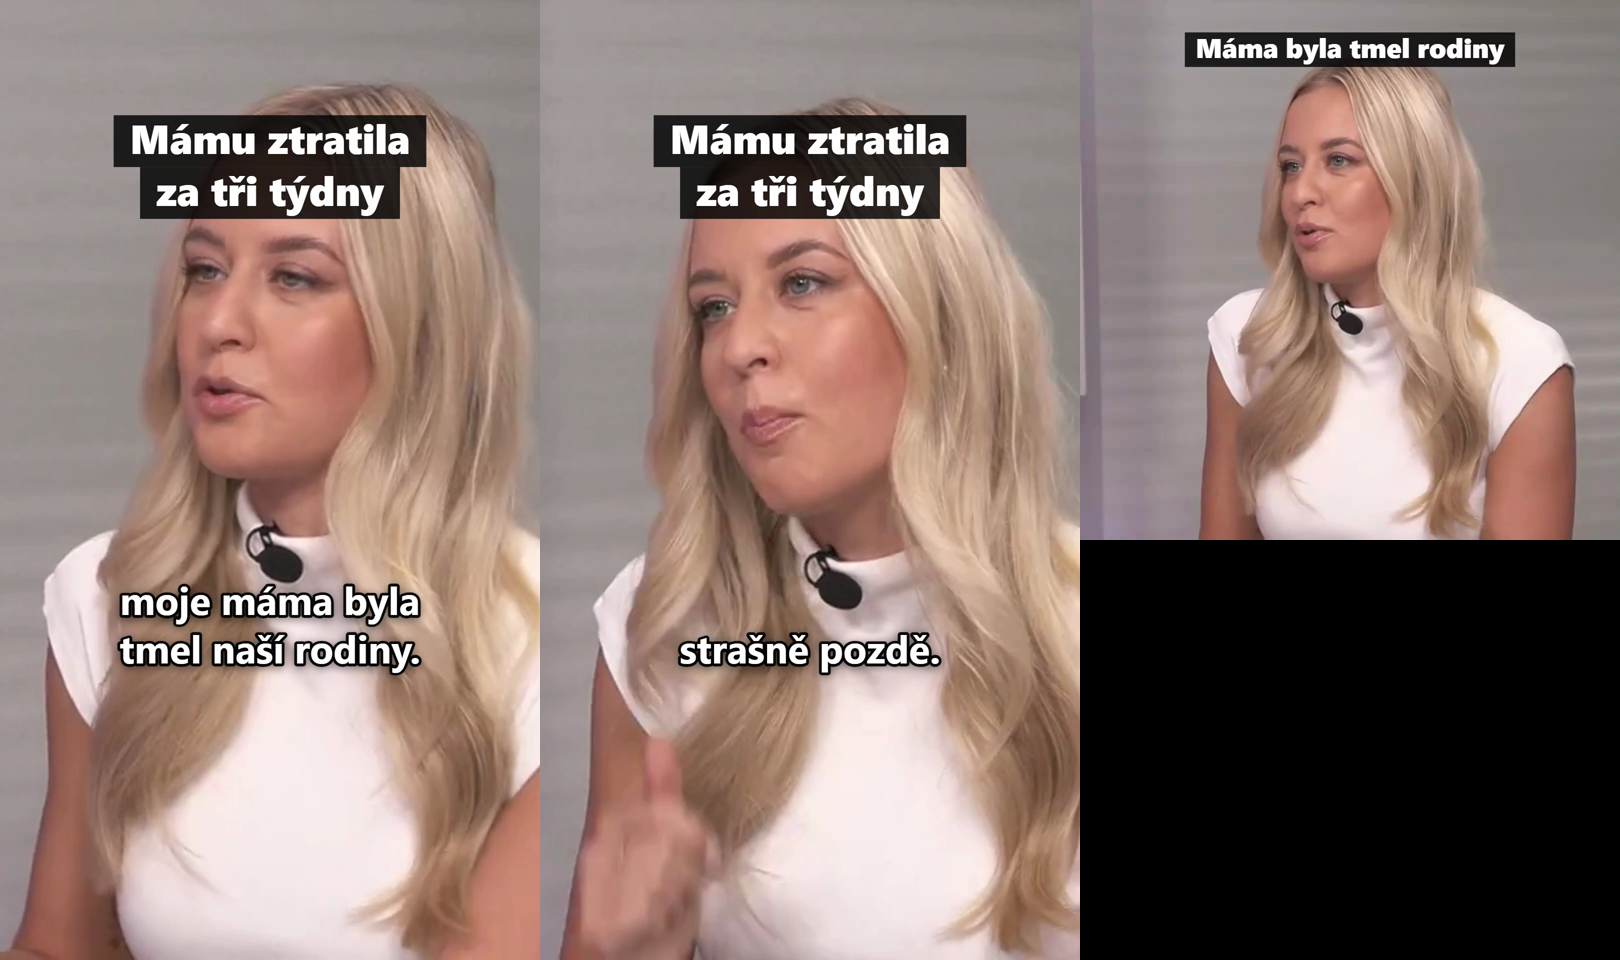 Mámu ztratila
za tři týdny
moje máma byla
tmel naší rodiny.
Mámu ztratila
za tři týdny
strašně pozdě.
Máma byla tmel rodiny